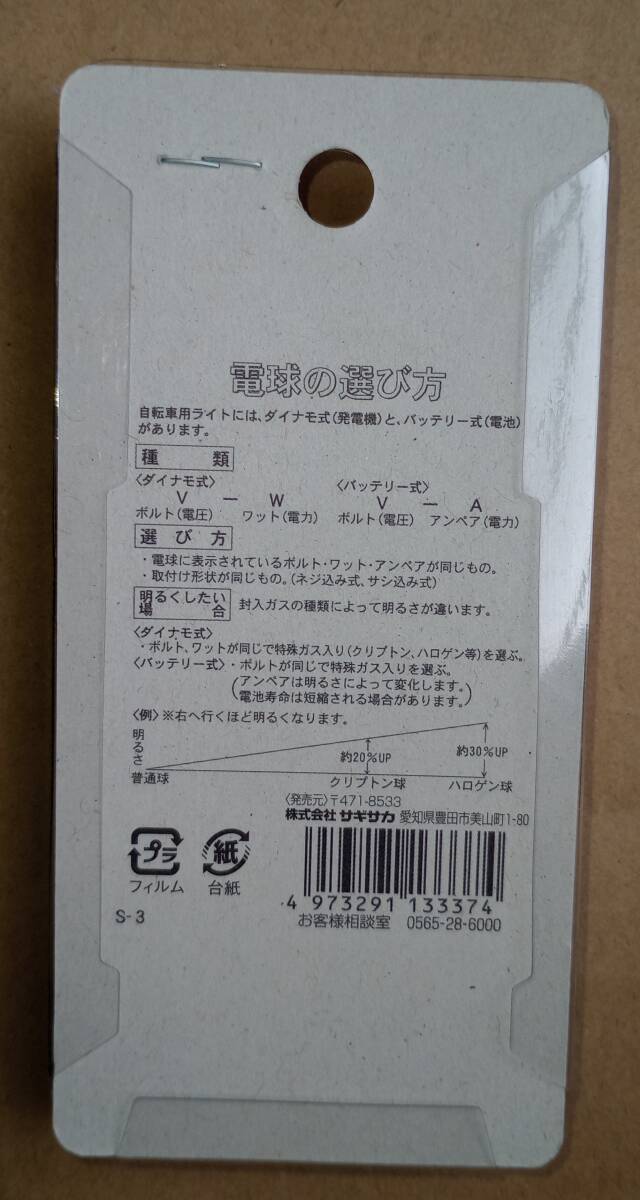 電球の選び方
自転車用ライトには、ダイナモ式(発電機)と、バッテリー式(電池)
があります。
種 類
〈ダイナモ式〉 〈バッテリー式〉
V ー W V ー A
ボルト(電圧) ワット(電力) ボルト(電圧) アンペア(電力)
選 び 方
・電球に表示されているボルト・ワット・アンペアが同じもの。
・取付け形状が同じもの。(ネジ込み式、サシ込み式)
明るくしたい
場 合
封入ガスの種類によって明るさが違います。
〈ダイナモ式〉
・ボルト、ワットが同じで特殊ガス入り(クリプトン、ハロゲン等)を選ぶ。
〈バッテリー式〉・ボルトが同じで特殊ガス入りを選ぶ。
(アンペアは明るさによって変化します。
電池寿命は短縮される場合があります。)
〈例〉※右へ行くほど明るくなります。
明るさ
約20%UP
約30%UP
普通球 クリプトン球 ハロゲン球
〈発売元〉〒471-8533
株式会社 サギサカ 愛知県豊田市美山町1-80
プラ 紙
フィルム 台紙
4 973291 133374
S-3
お客様相談室 0565-28-6000